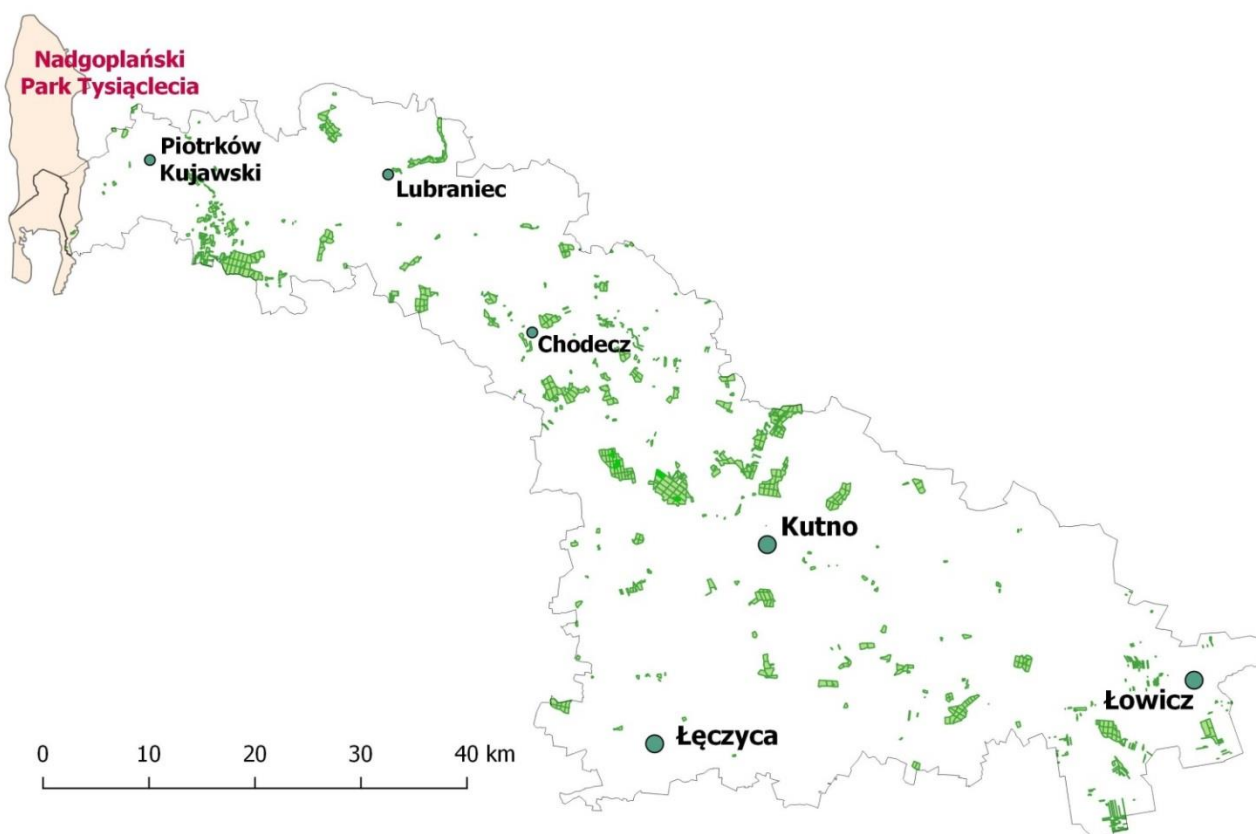 Nadgoplański
Park Tysiąclecia
Piotrków
Kujawski
Lubraniec
Chodecz
Kutno
Łowicz
Łęczyca
0 10 20 30 40 km